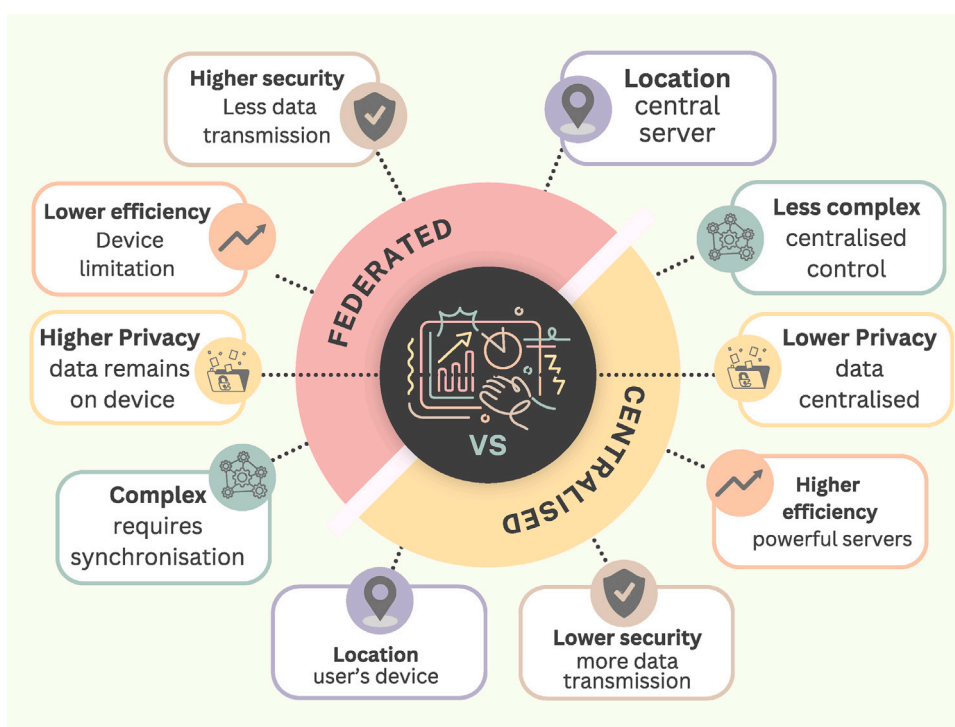 Higher security
Less data
transmission
Location
central
server
Lower efficiency
Device
limitation
Less complex
centralised
control
FEDERATED
Higher Privacy
data remains
on device
Lower Privacy
data
centralised
VS
CENTRALISED
Complex
requires
synchronisation
Higher
efficiency
powerful servers
Location
user's device
Lower security
more data
transmission